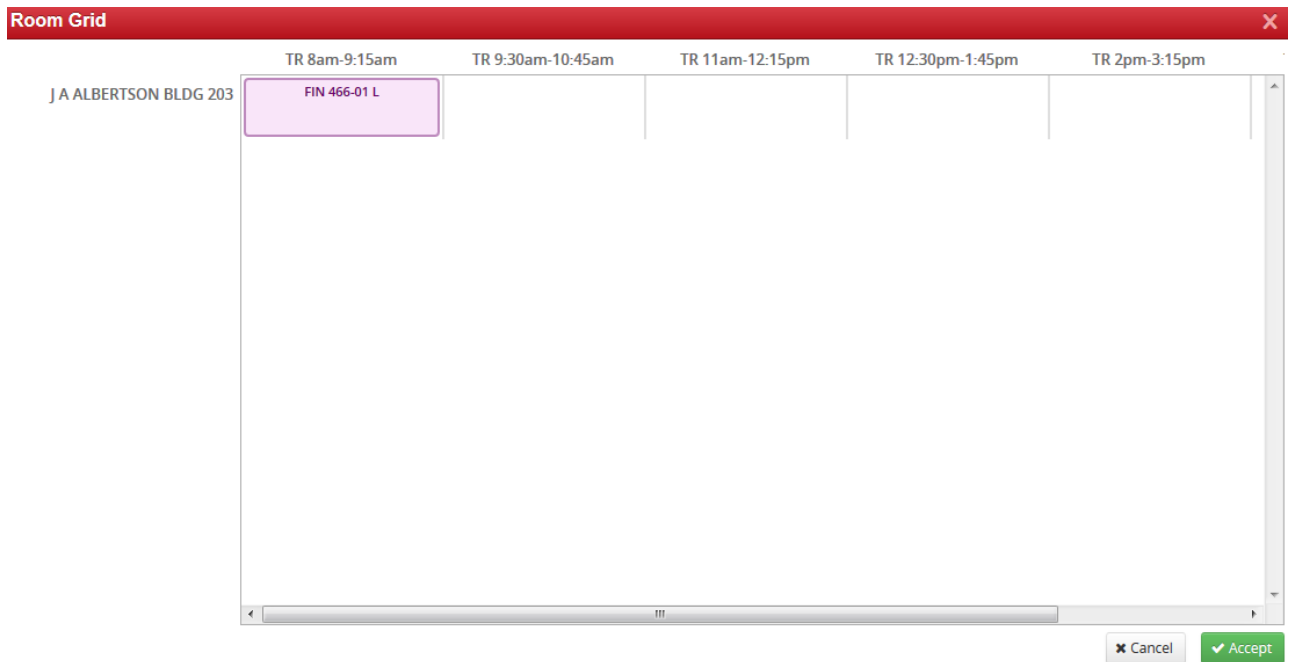 Room Grid
TR 8am-9:15am TR 9:30am-10:45am TR 11am-12:15pm TR 12:30pm-1:45pm TR 2pm-3:15pm
J A ALBERTSON BLDG 203 FIN 466-01 L
Cancel Accept